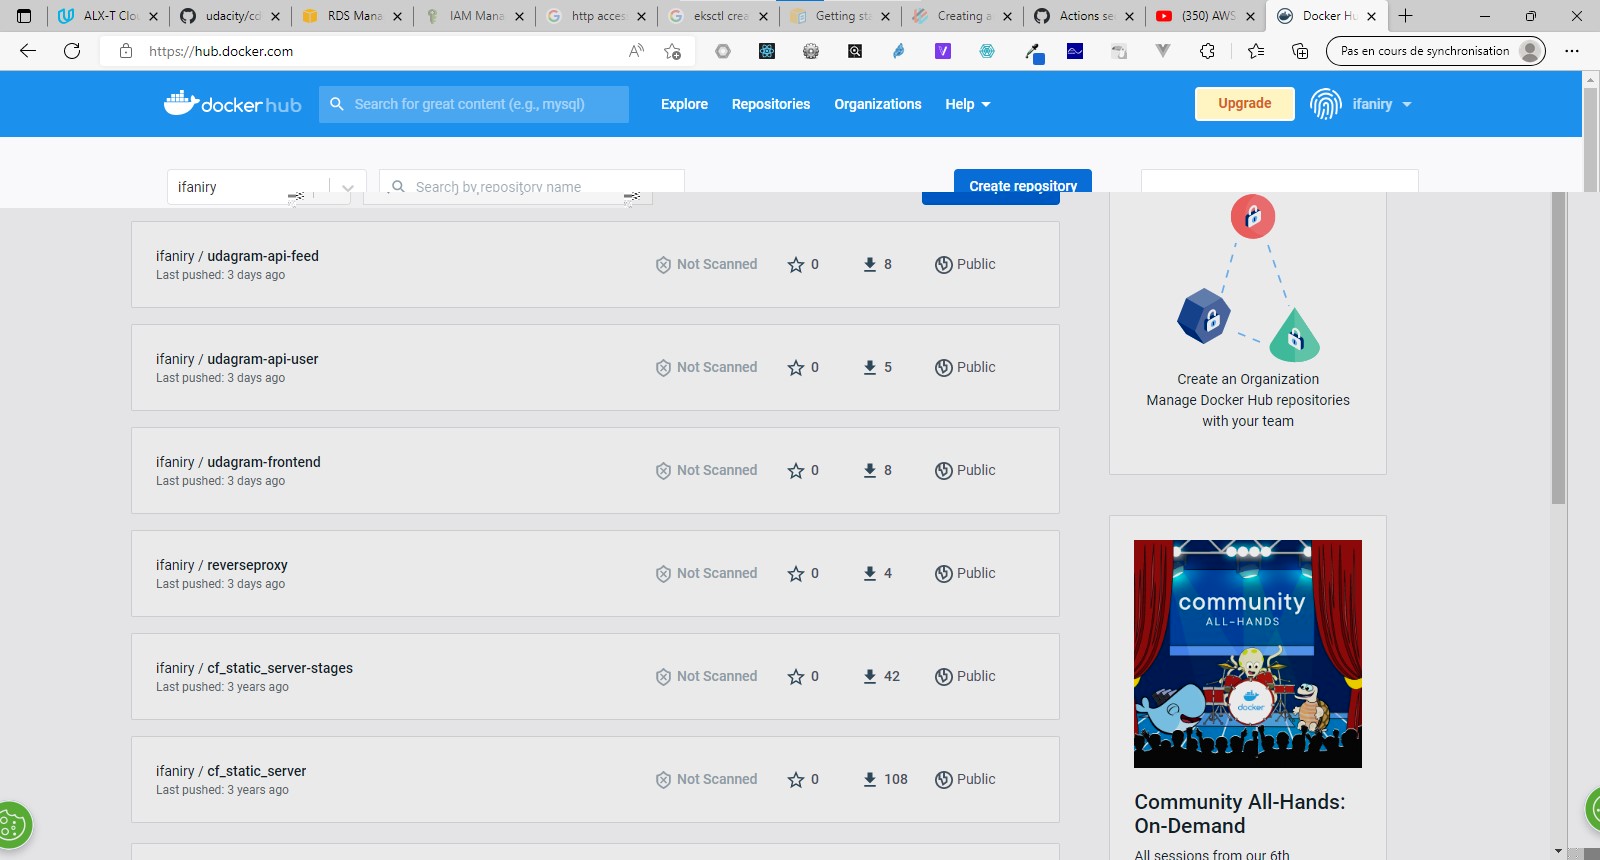 ALX-T Clo
udacity/cd
RDS Mana
IAM Mana
http acces
eksctl crea
Getting sta
Creating a
Actions se
(350) AWS
Docker Hu
https://hub.docker.com
Pas en cours de synchronisation
docker hub
Search for great content (e.g., mysql)
Explore
Repositories
Organizations
Help
Upgrade
ifaniry
ifaniry
Search by repository name
Create repository
ifaniry / udagram-api-feed
Last pushed: 3 days ago
Not Scanned
0
8
Public
ifaniry / udagram-api-user
Last pushed: 3 days ago
Not Scanned
0
5
Public
ifaniry / udagram-frontend
Last pushed: 3 days ago
Not Scanned
0
8
Public
ifaniry / reverseproxy
Last pushed: 3 days ago
Not Scanned
0
4
Public
ifaniry / cf_static_server-stages
Last pushed: 3 years ago
Not Scanned
0
42
Public
ifaniry / cf_static_server
Last pushed: 3 years ago
Not Scanned
0
108
Public
Create an Organization
Manage Docker Hub repositories
with your team
community
ALL-HANDS
docker
Community All-Hands:
On-Demand
All sessions from our 6th